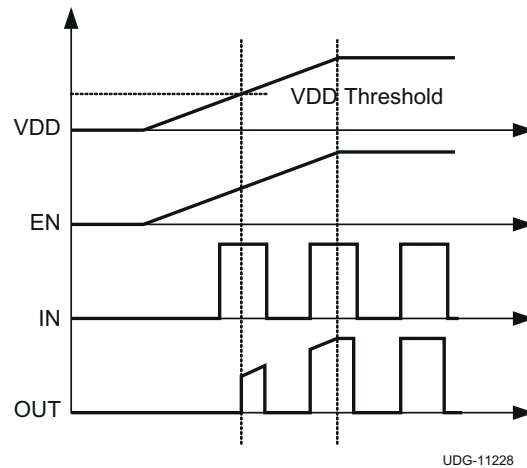 VDD Threshold
VDD
EN
IN
OUT
UDG-11228